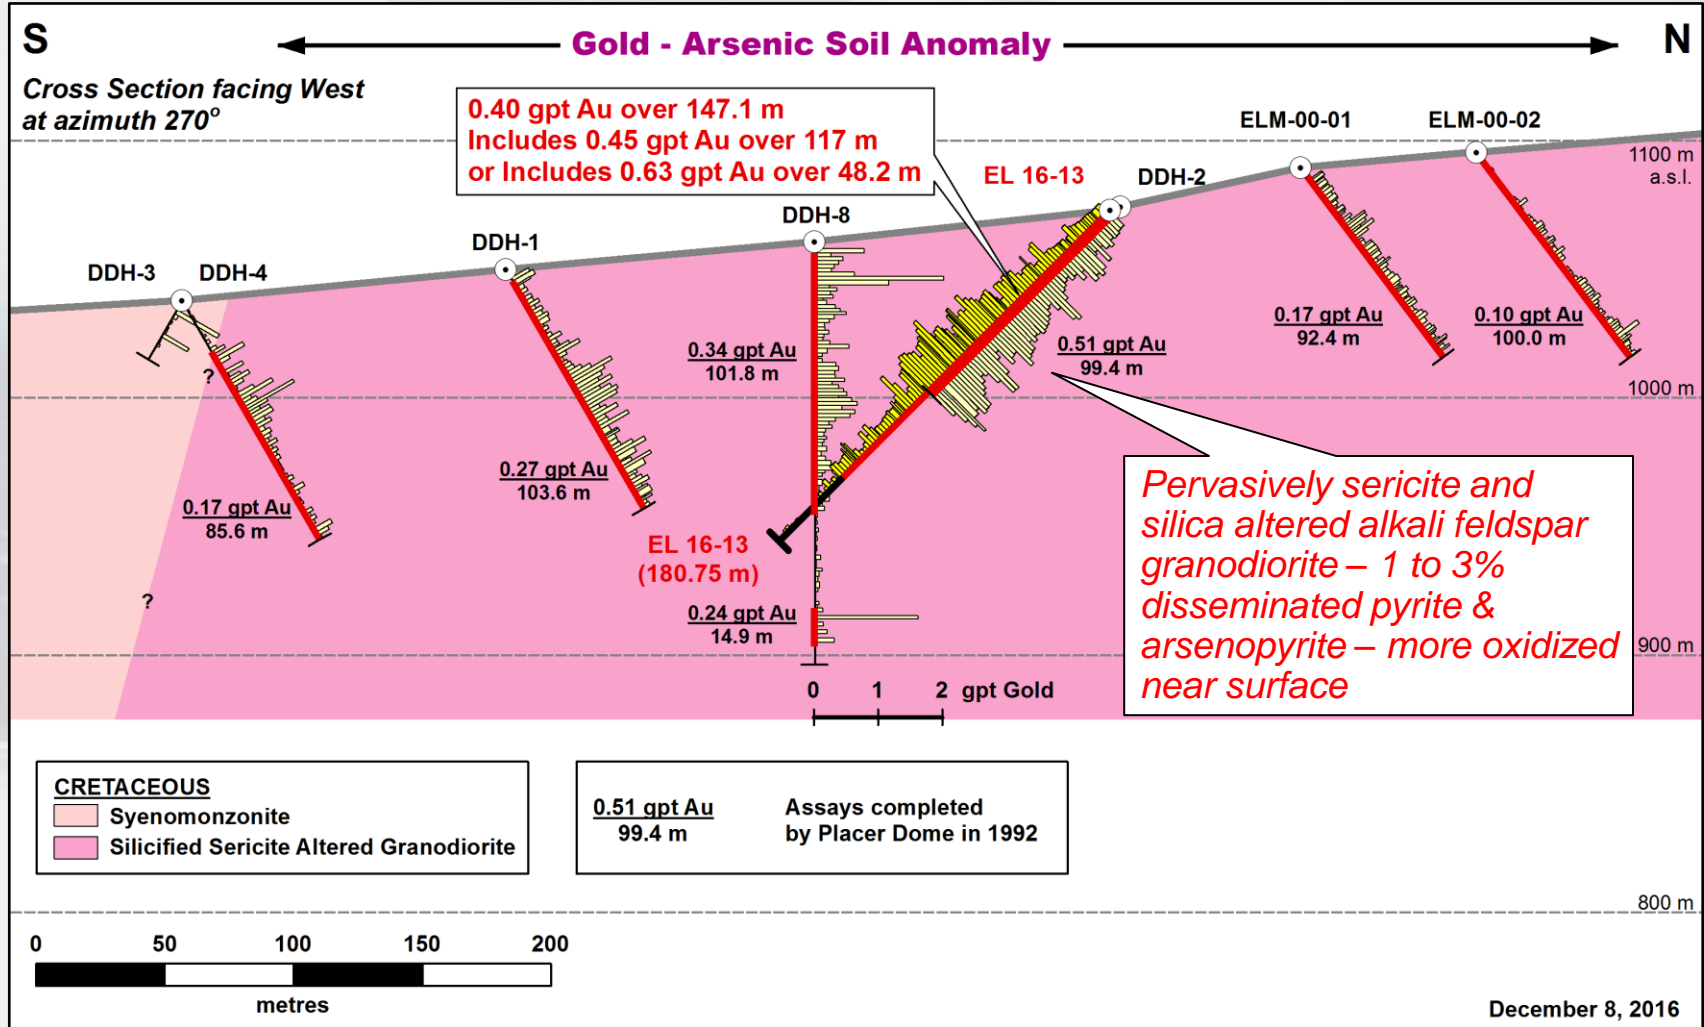 S
Gold - Arsenic Soil Anomaly
N
Cross Section facing West
at azimuth 270°
0.40 gpt Au over 147.1 m
Includes 0.45 gpt Au over 117 m
or Includes 0.63 gpt Au over 48.2 m
ELM-00-01
ELM-00-02
1100 m
a.s.l.
EL 16-13
DDH-2
DDH-8
DDH-1
DDH-3
DDH-4
0.17 gpt Au
92.4 m
0.10 gpt Au
100.0 m
0.34 gpt Au
101.8 m
0.51 gpt Au
99.4 m
?
1000 m
0.27 gpt Au
103.6 m
0.17 gpt Au
85.6 m
EL 16-13
(180.75 m)
?
0.24 gpt Au
14.9 m
Pervasively sericite and
silica altered alkali feldspar
granodiorite – 1 to 3%
disseminated pyrite &
arsenopyrite – more oxidized
near surface
900 m
0 1 2 gpt Gold
CRETACEOUS
Syenomonzonite
Silicified Sericite Altered Granodiorite
0.51 gpt Au
99.4 m
Assays completed
by Placer Dome in 1992
800 m
0 50 100 150 200
metres
December 8, 2016